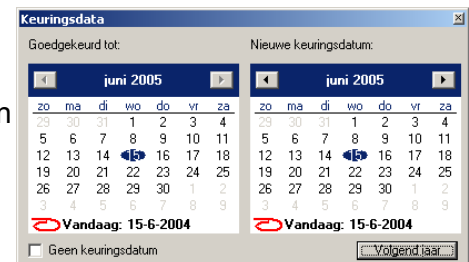 Keuringsdata
Goedgekeurd tot:
juni 2005
zo ma di wo do vr za
29 30 31 1 2 3 4
5 6 7 8 9 10 11
12 13 14 15 16 17 18
19 20 21 22 23 24 25
26 27 28 29 30 1 2
3 4 5 6 7 8 9
Vandaag: 15-6-2004
Geen keuringsdatum
Nieuwe keuringsdatum:
juni 2005
zo ma di wo do vr za
29 30 31 1 2 3 4
5 6 7 8 9 10 11
12 13 14 15 16 17 18
19 20 21 22 23 24 25
26 27 28 29 30 1 2
3 4 5 6 7 8 9
Vandaag: 15-6-2004
Volgend jaar